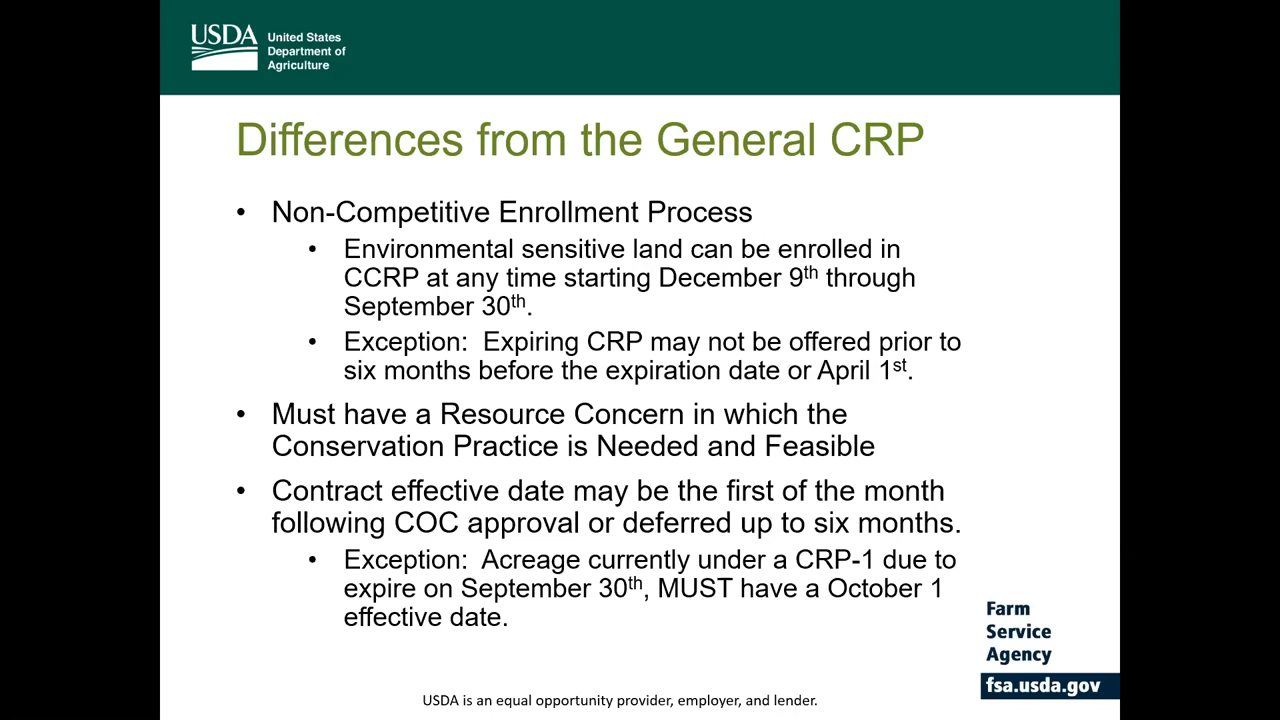 USDA
United States
Department of
Agriculture
Differences from the General CRP
• Non-Competitive Enrollment Process
• Environmental sensitive land can be enrolled in
CCRP at any time starting December 9th through
September 30th.
• Exception:  Expiring CRP may not be offered prior to
six months before the expiration date or April 1st.
• Must have a Resource Concern in which the
Conservation Practice is Needed and Feasible
• Contract effective date may be the first of the month
following COC approval or deferred up to six months.
• Exception:  Acreage currently under a CRP-1 due to
expire on September 30th, MUST have a October 1
effective date.
Farm
Service
Agency
fsa.usda.gov
USDA is an equal opportunity provider, employer, and lender.